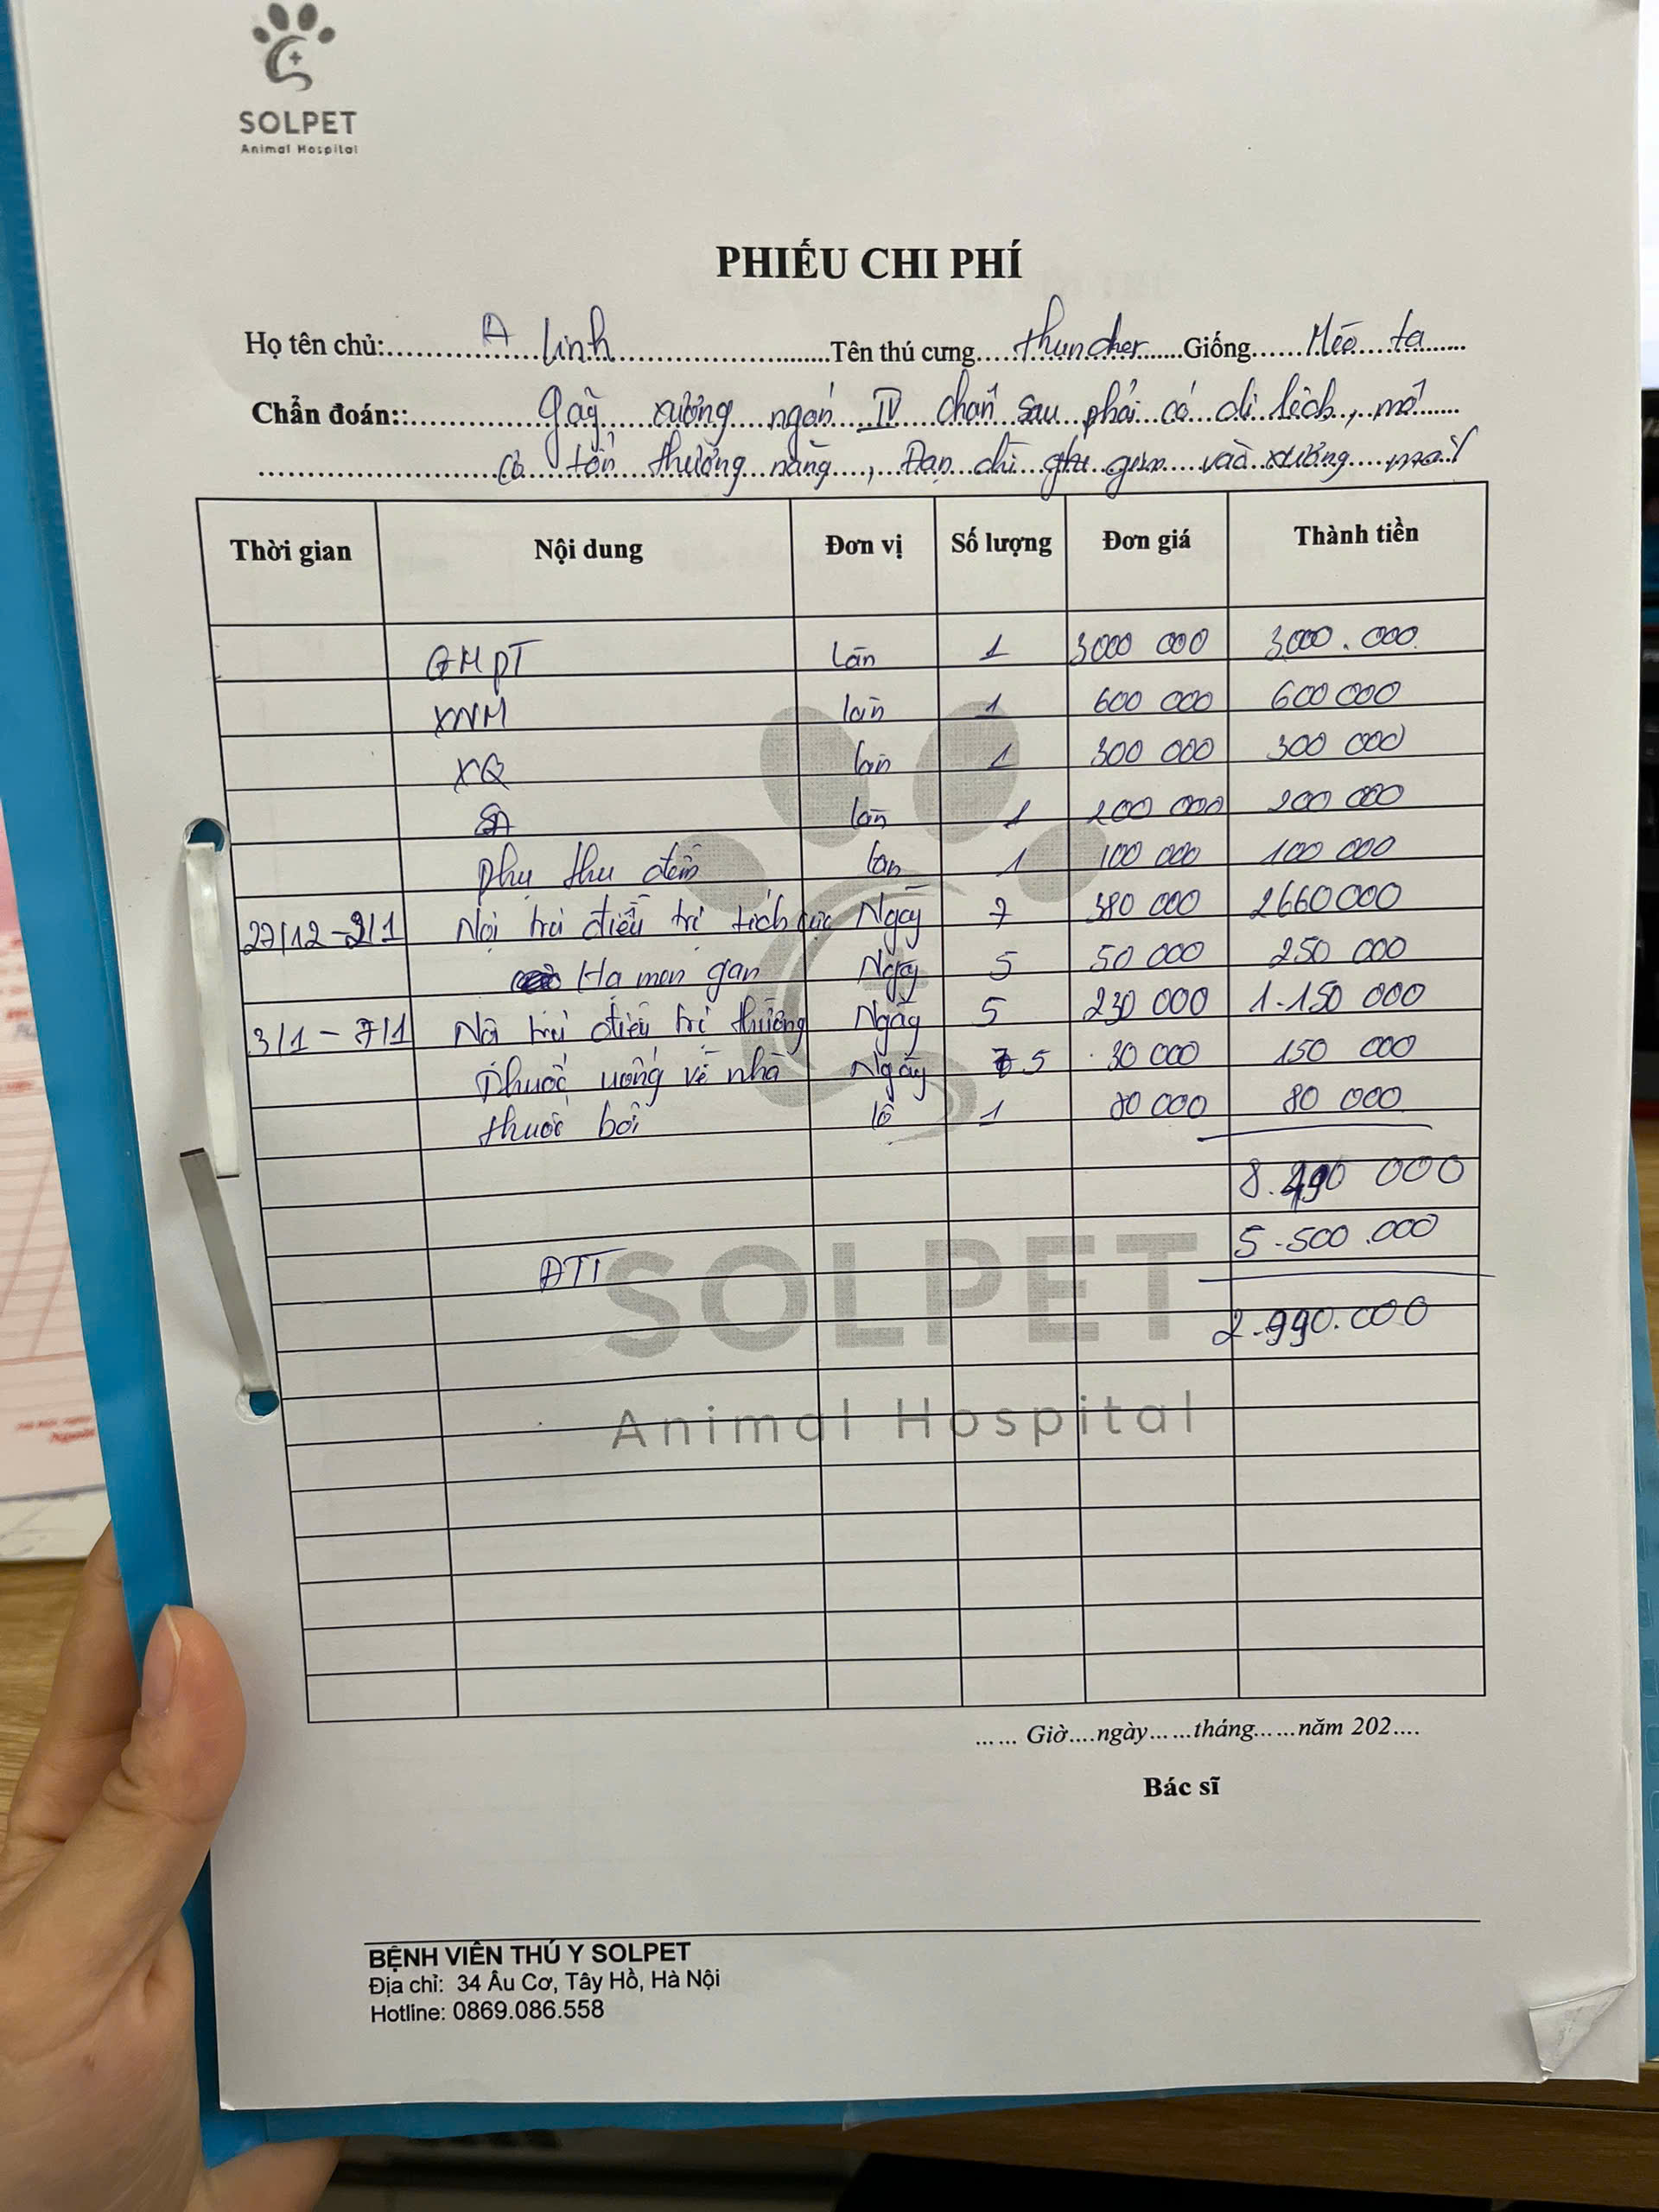 SOLPET
Animal Hospital
PHIẾU CHI PHÍ
Họ tên chủ: A Linh Tên thú cưng thuncher Giống Mèo ta
Chẩn đoán:: gãy xương ngón IV chân sau phải có di lệch, mô
có tổn thương nặng, Đạn chì găm vào xương
Thời gian Nội dung Đơn vị Số lượng Đơn giá Thành tiền
GMPT Lần 1 3000 000 3.000.000
XNM lần 1 600 000 600 000
XQ lần 1 300 000 300 000
SA lần 1 200 000 200 000
phụ thu đêm lần 1 100 000 100 000
27/12 - 2/1 Nội trú điều trị tích cực Ngày 7 380 000 2660000
Hạ men gan Ngày 5 50 000 250 000
3/1 - 7/1 Nội trú điều trị thường Ngày 5 230 000 1.150 000
thuốc uống về nhà Ngày 5 30 000 150 000
thuốc bôi lọ 1 80 000 80 000
8.490 000
ĐTT 5.500.000
2.990.000
SOLPET
Animal Hospital
...... Giờ....ngày......tháng......năm 202....
Bác sĩ
BỆNH VIỆN THÚ Y SOLPET
Địa chỉ: 34 Âu Cơ, Tây Hồ, Hà Nội
Hotline: 0869.086.558